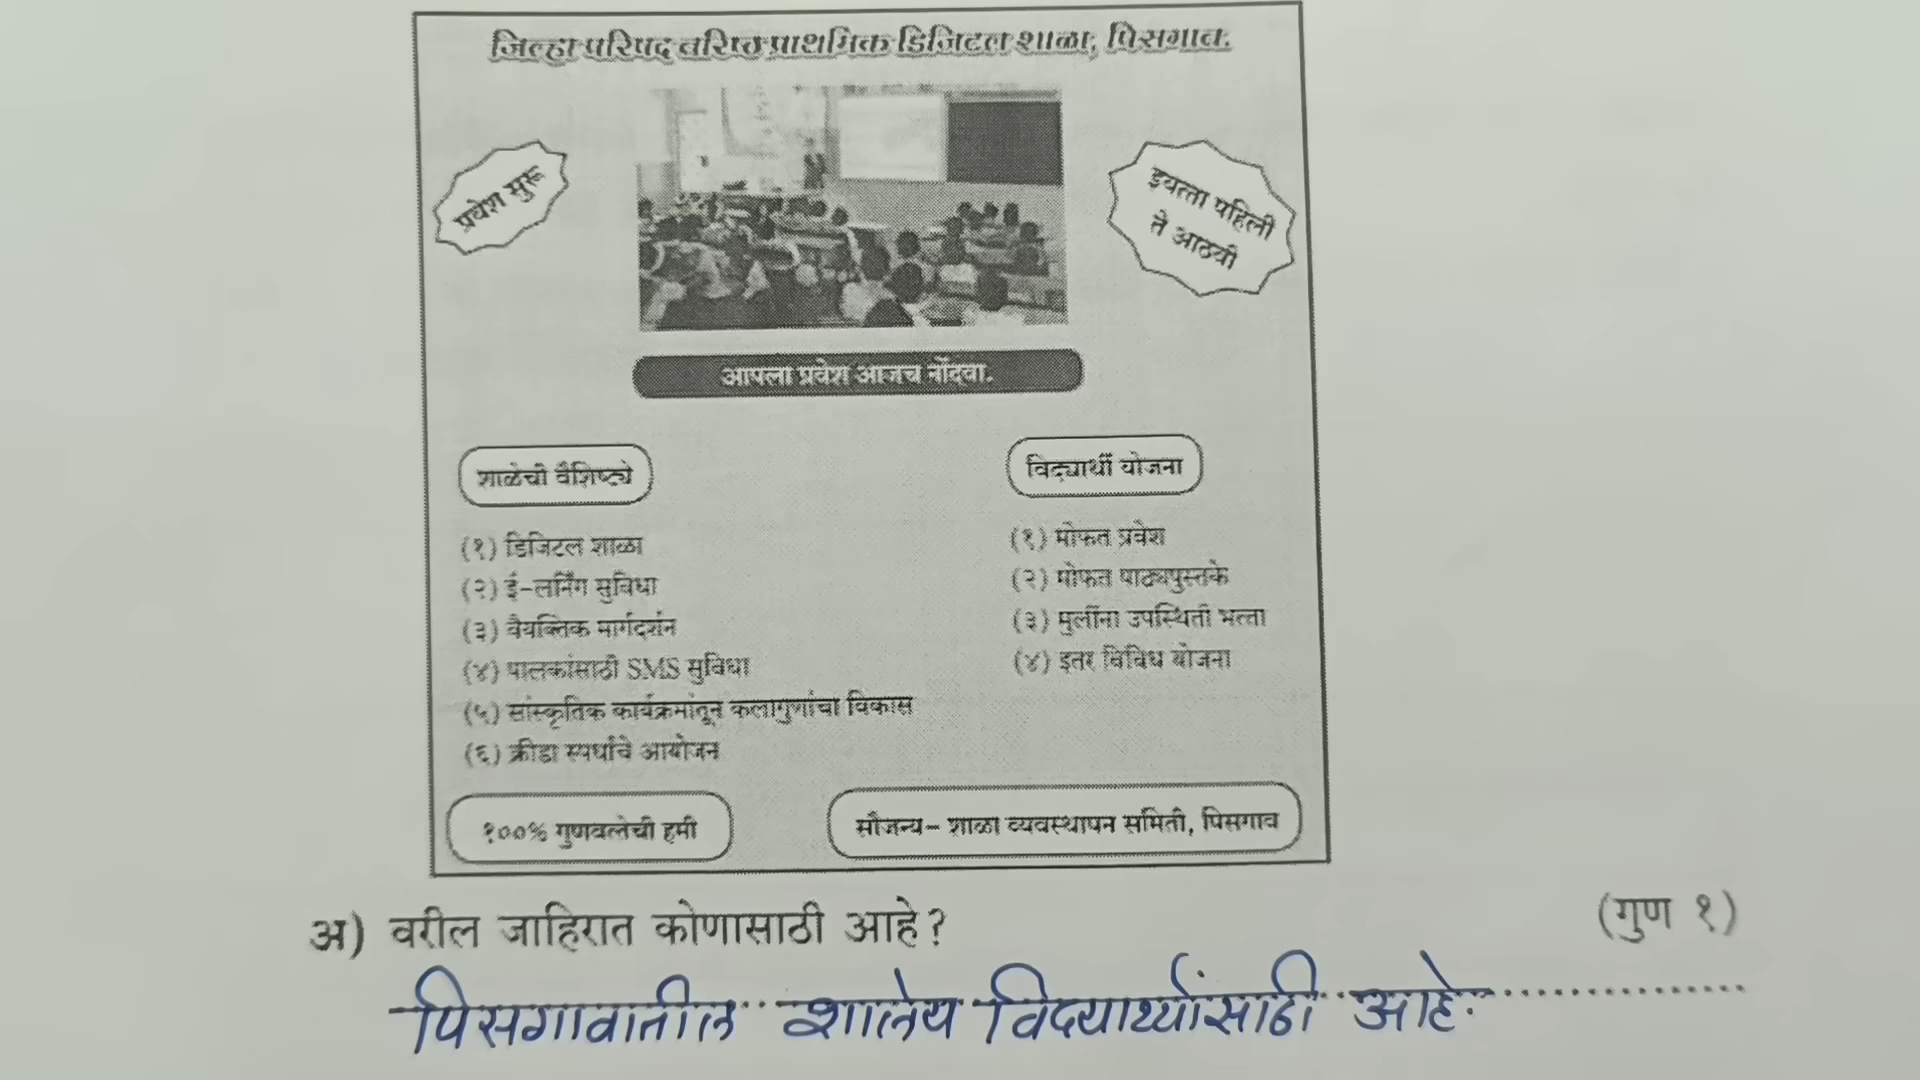 जिल्हा परिषद वरिष्ठ प्राथमिक डिजिटल शाळा, पिसगाव.
प्रवेश सुरू
इयत्ता पहिली
ते आठवी
आपला प्रवेश आजच नोंदवा.
शाळेची वैशिष्ट्ये
(१) डिजिटल शाळा
(२) ई-लर्निंग सुविधा
(३) वैयक्तिक मार्गदर्शन
(४) पालकांसाठी SMS सुविधा
(५) सांस्कृतिक कार्यक्रमांतून कलागुणांचा विकास
(६) क्रीडा स्पर्धांचे आयोजन
विद्यार्थी योजना
(१) मोफत प्रवेश
(२) मोफत पाठ्यपुस्तके
(३) मुलींना उपस्थिती भत्ता
(४) इतर विविध योजना
१००% गुणवत्तेची हमी
सौजन्य- शाळा व्यवस्थापन समिती, पिसगाव
अ) वरील जाहिरात कोणासाठी आहे? (गुण १)
पिसगावातील शालेय विद्यार्थ्यांसाठी आहे.